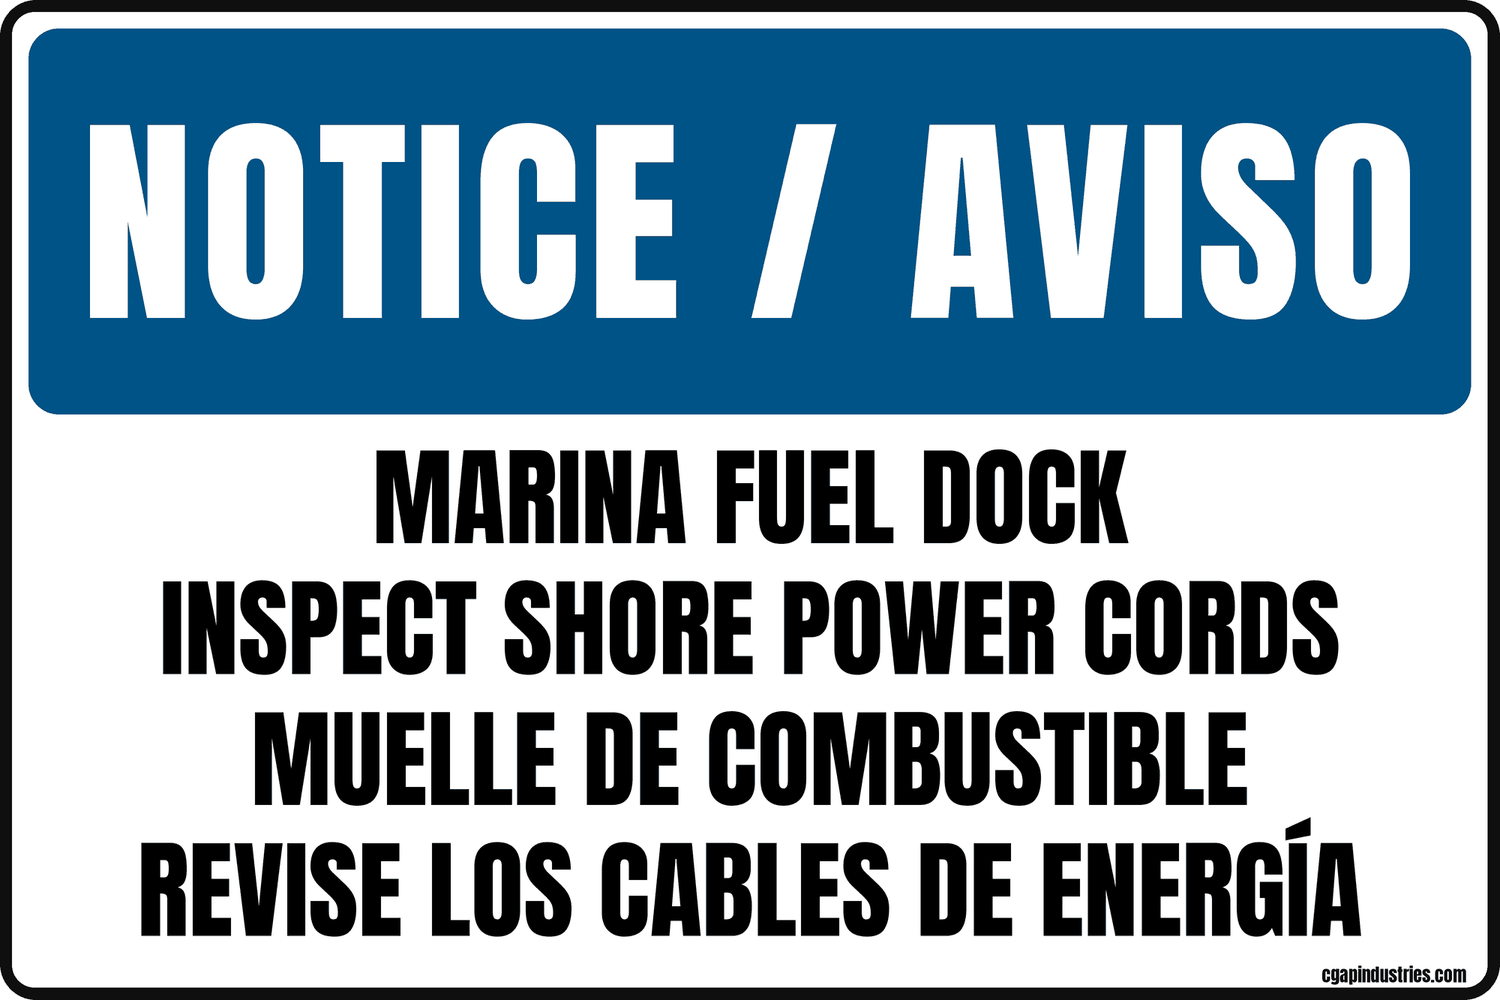 NOTICE / AVISO
MARINA FUEL DOCK
INSPECT SHORE POWER CORDS
MUELLE DE COMBUSTIBLE
REVISE LOS CABLES DE ENERGÍA
cgapindustries.com